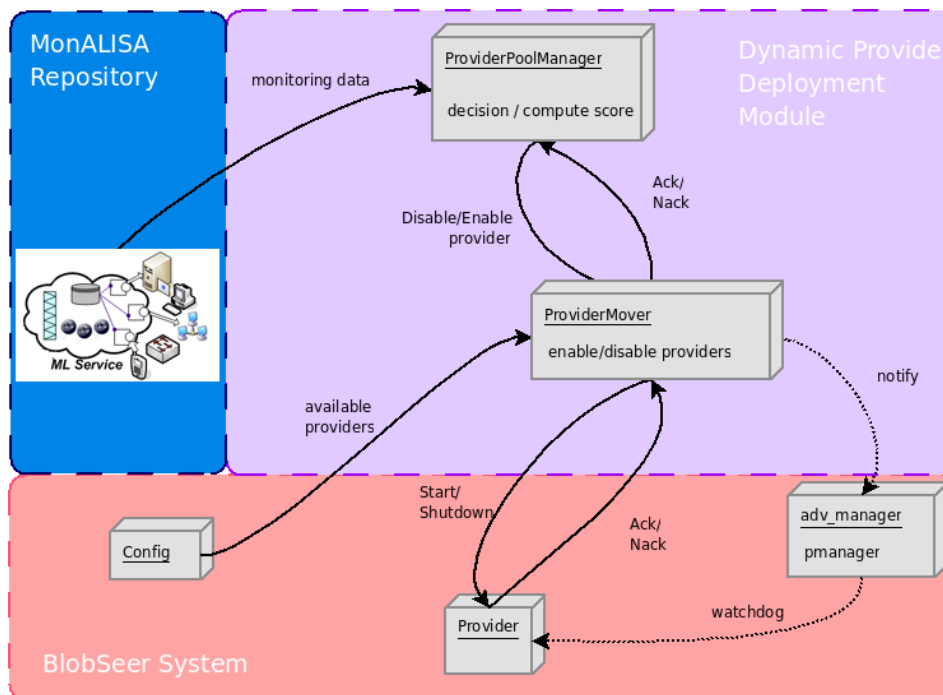 MonALISA
Repository
monitoring data
ProviderPoolManager
decision / compute score
Dynamic Provide
Deployment
Module
Disable/Enable
provider
Ack/
Nack
ML Service
ProviderMover
enable/disable providers
notify
available
providers
Start/
Shutdown
Ack/
Nack
adv_manager
pmanager
Config
Provider
watchdog
BlobSeer System